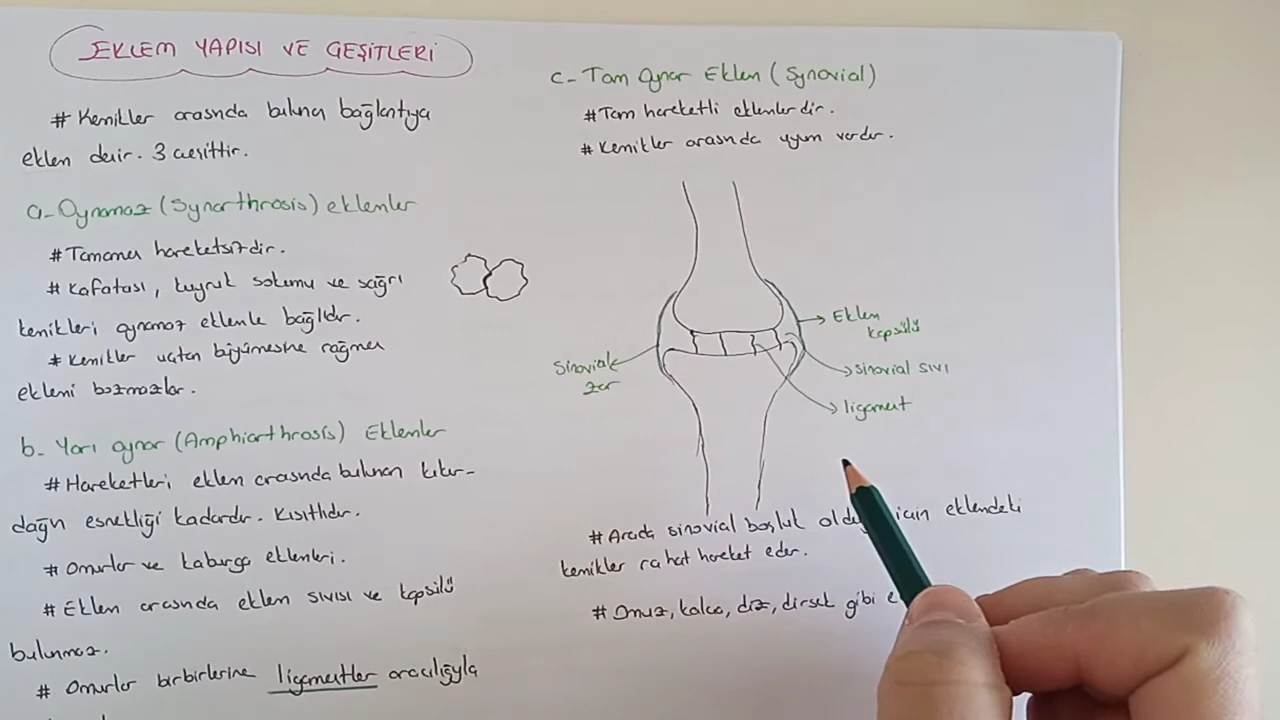 EKLEM YAPISI VE ÇEŞİTLERİ
# Kemikler arasında bulunan bağlantıya
eklem denir. 3 çeşittir.
a- Oynamaz (Synarthrosis) eklemler
# Tamamen hareketsizdir.
# Kafatası, kuyruk sokumu ve sağrı
kemikleri oynamaz eklemle bağlıdır.
# Kemikler uzayıp büyümesine rağmen
eklemi bozmazlar.
b- Yarı oynar (Amphiarthrosis) Eklemler
# Hareketleri eklem arasında bulunan kıkır-
dağın esnekliği kadardır. Kısıtlıdır.
# Omurlar ve kaburga eklemleri.
# Eklem arasında eklem sıvısı ve kapsülü
bulunmaz.
# Omurlar birbirlerine ligamentler aracılığıyla
c- Tam Oynar Eklem (Synovial)
# Tam hareketli eklemlerdir.
# Kemikler arasında uyum vardır.
Eklem
kapsülü
Sinovial
zar
sinovial sıvı
ligament
# Arada sinovial boşluk için eklemdeki
kemikler rahat hareket eder.
# Omuz, kalça, diz, dirsek gibi